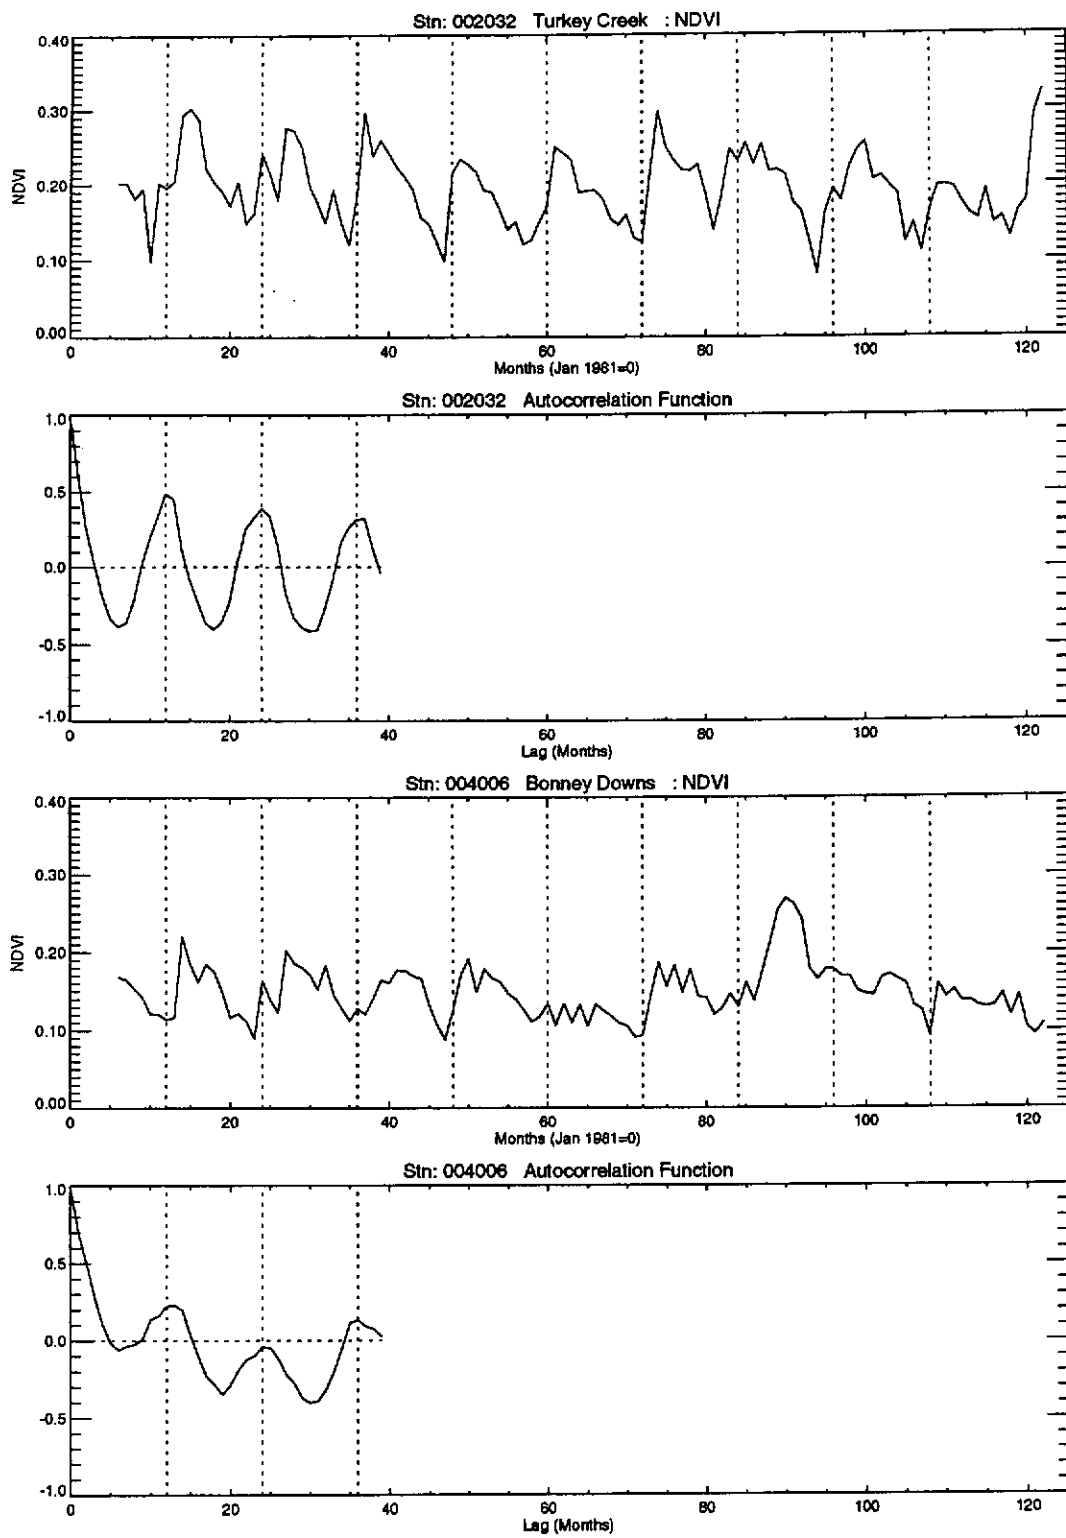 Stn: 002032 Turkey Creek : NDVI
0.40
0.30
0.20
0.10
0.00
NDVI
0 20 40 60 80 100 120
Months (Jan 1981=0)
Stn: 002032 Autocorrelation Function
1.0
0.5
0.0
-0.5
-1.0
0 20 40 60 80 100 120
Lag (Months)
Stn: 004006 Bonney Downs : NDVI
0.40
0.30
0.20
0.10
0.00
NDVI
0 20 40 60 80 100 120
Months (Jan 1981=0)
Stn: 004006 Autocorrelation Function
1.0
0.5
0.0
-0.5
-1.0
0 20 40 60 80 100 120
Lag (Months)